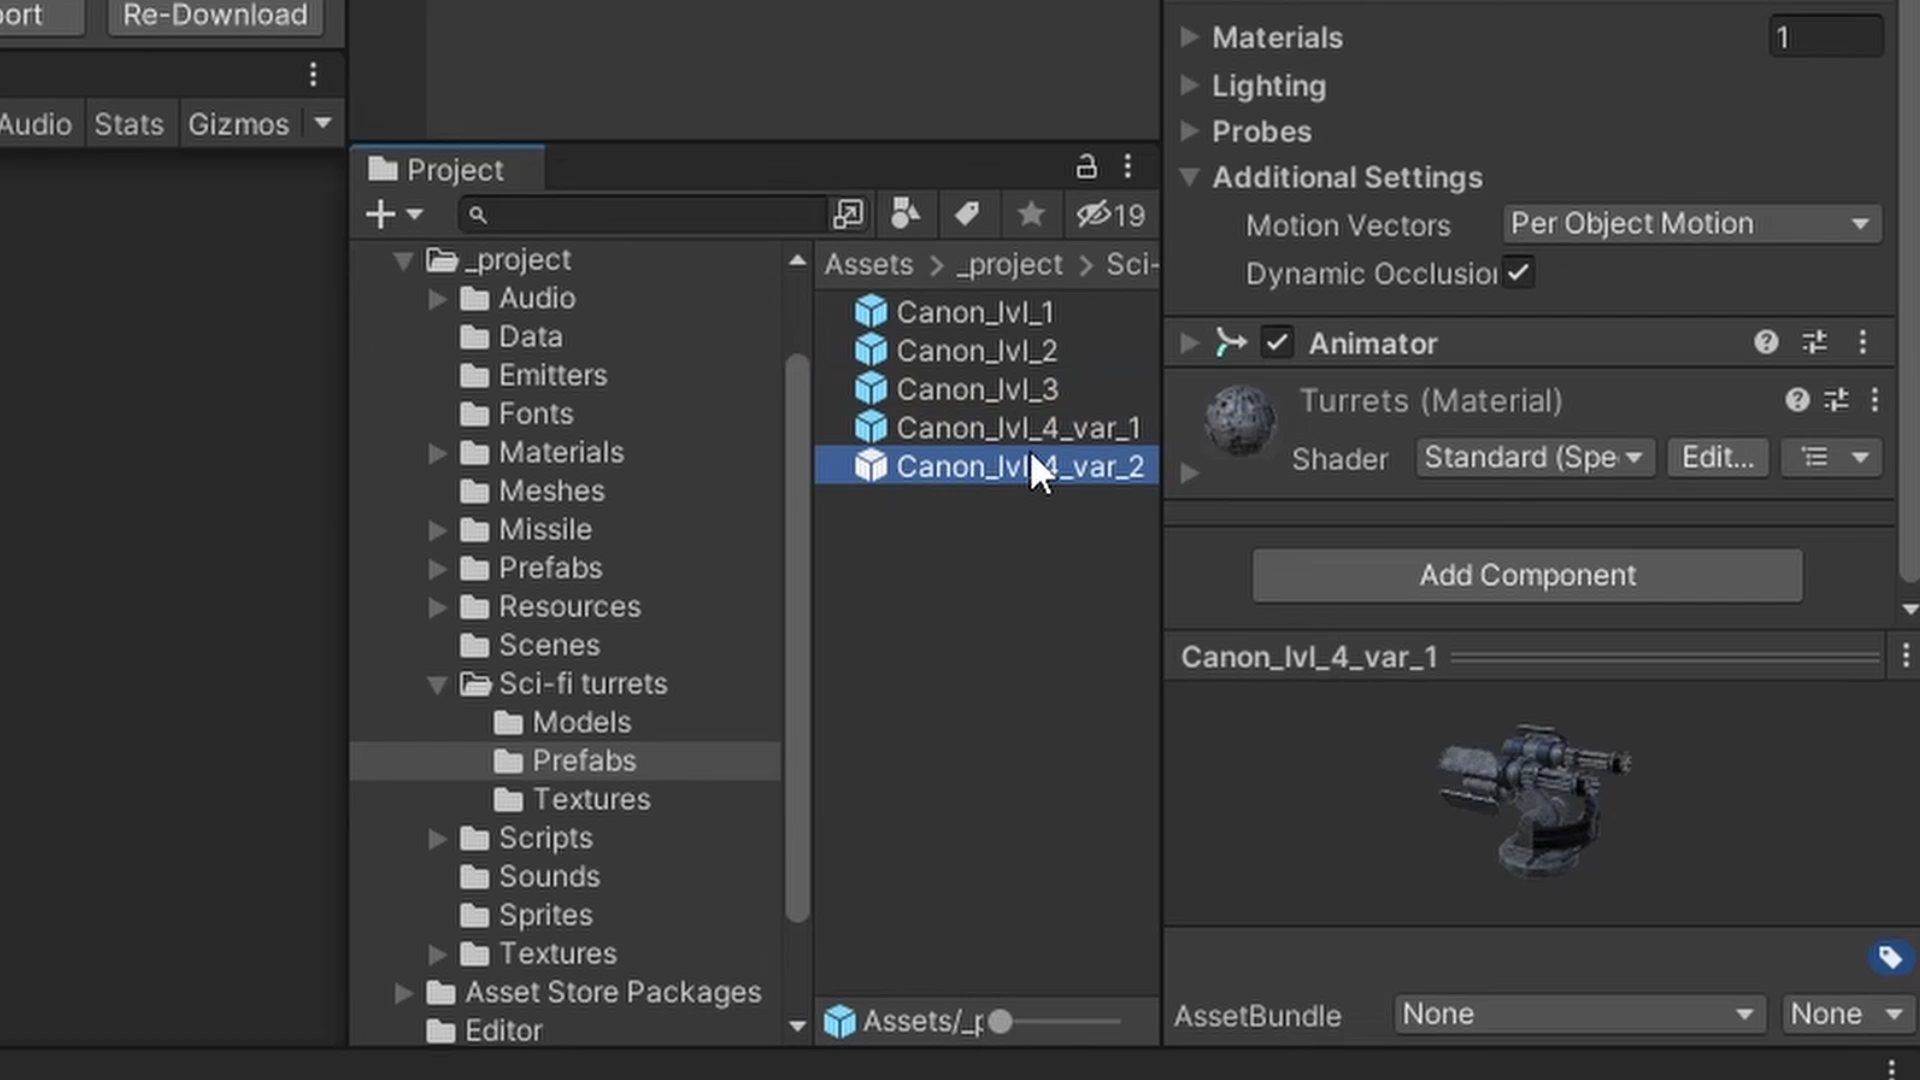 ort
Re-Download
Audio
Stats
Gizmos
Project
19
_project
Audio
Data
Emitters
Fonts
Materials
Meshes
Missile
Prefabs
Resources
Scenes
Sci-fi turrets
Models
Prefabs
Textures
Scripts
Sounds
Sprites
Textures
Asset Store Packages
Editor
Assets > _project > Sci-
Canon_lvl_1
Canon_lvl_2
Canon_lvl_3
Canon_lvl_4_var_1
Canon_lvl_4_var_2
Assets/_p
Materials 1
Lighting
Probes
Additional Settings
Motion Vectors Per Object Motion
Dynamic Occlusion
Animator
Turrets (Material)
Shader Standard (Spe Edit...
Add Component
Canon_lvl_4_var_1
AssetBundle None None